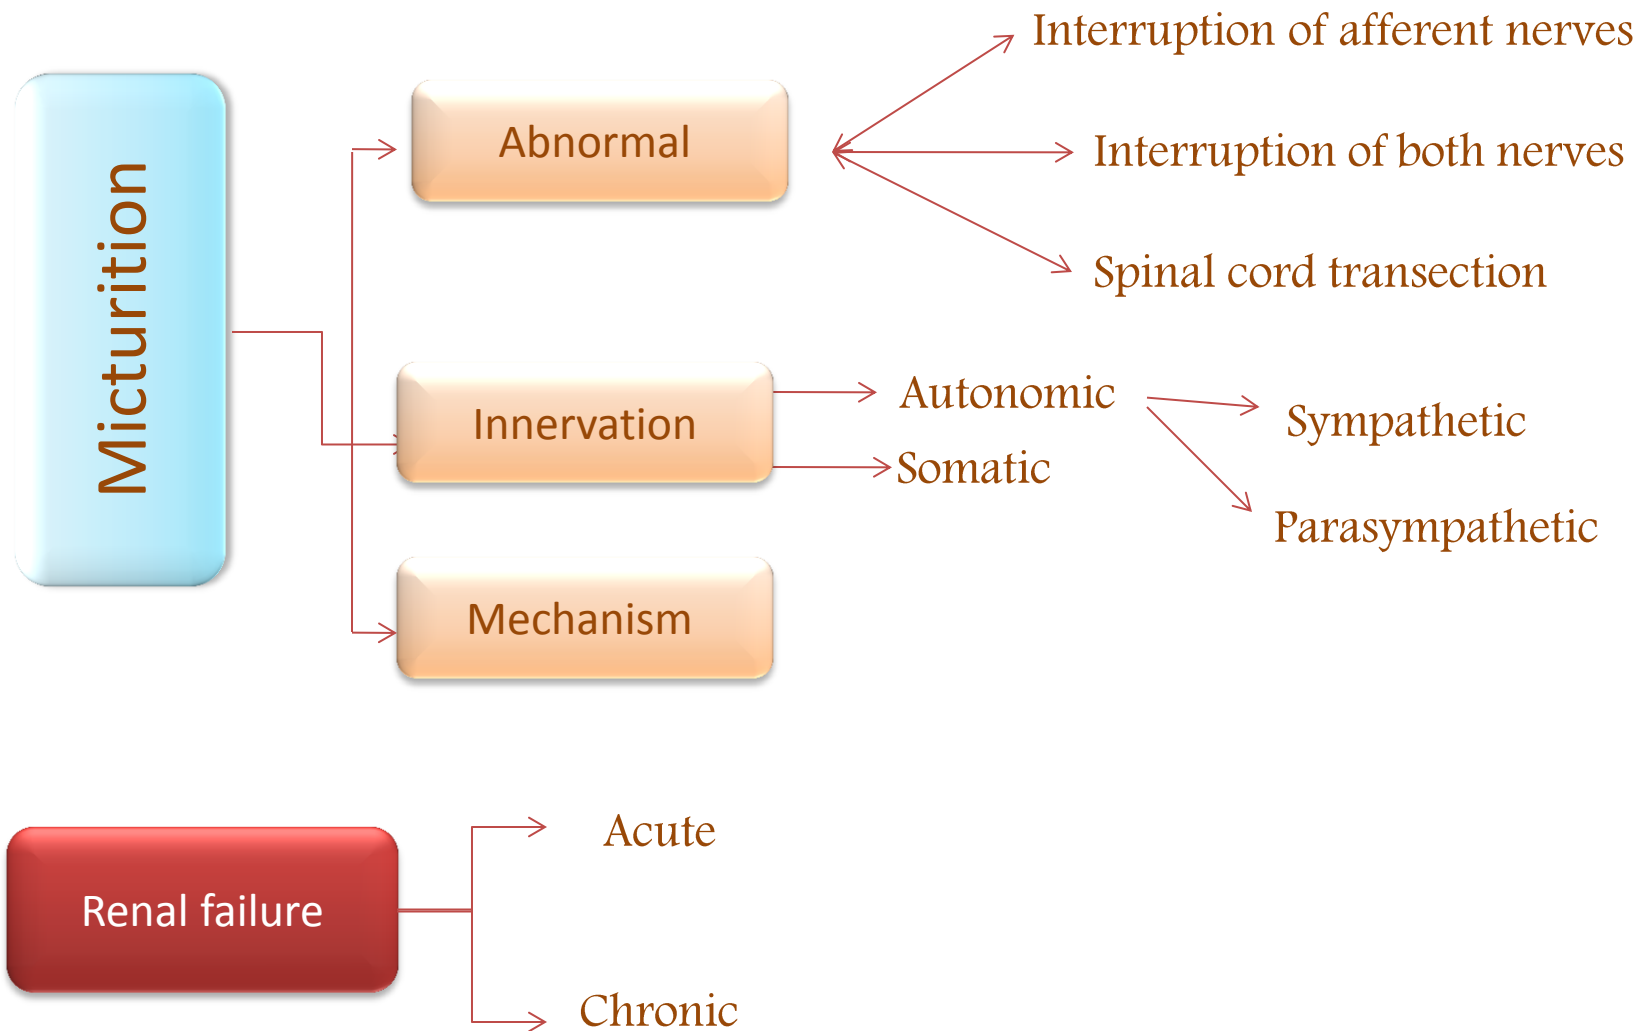 Micturition
Abnormal
Interruption of afferent nerves
Interruption of both nerves
Spinal cord transection
Innervation
Autonomic
Sympathetic
Parasympathetic
Somatic
Mechanism
Renal failure
Acute
Chronic